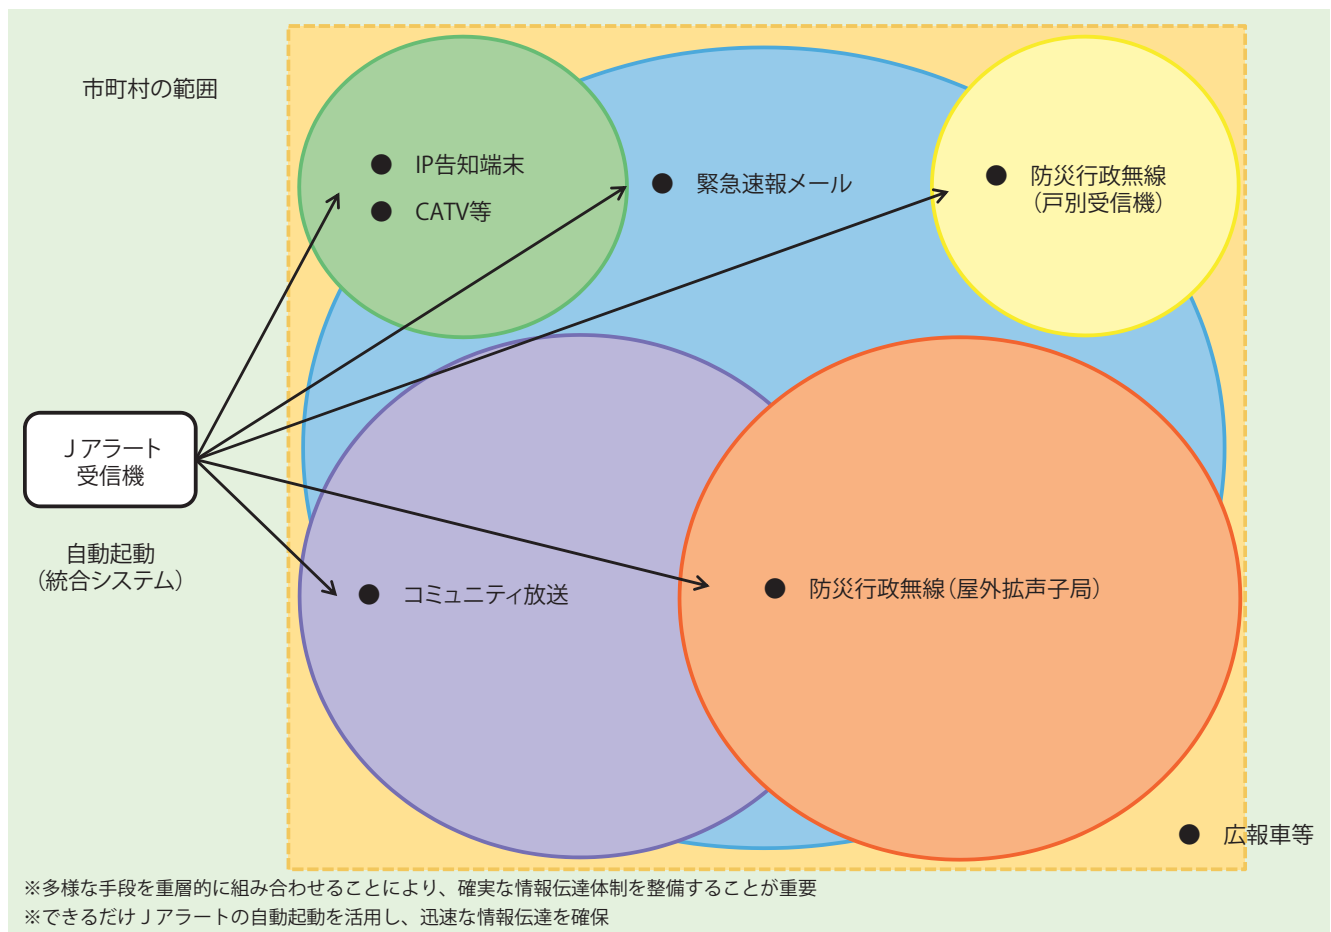 市町村の範囲
● IP告知端末
● CATV等
● 緊急速報メール
● 防災行政無線
（戸別受信機）
Ｊアラート
受信機
自動起動
（統合システム）
● コミュニティ放送
● 防災行政無線（屋外拡声子局）
● 広報車等
※多様な手段を重層的に組み合わせることにより、確実な情報伝達体制を整備することが重要
※できるだけＪアラートの自動起動を活用し、迅速な情報伝達を確保